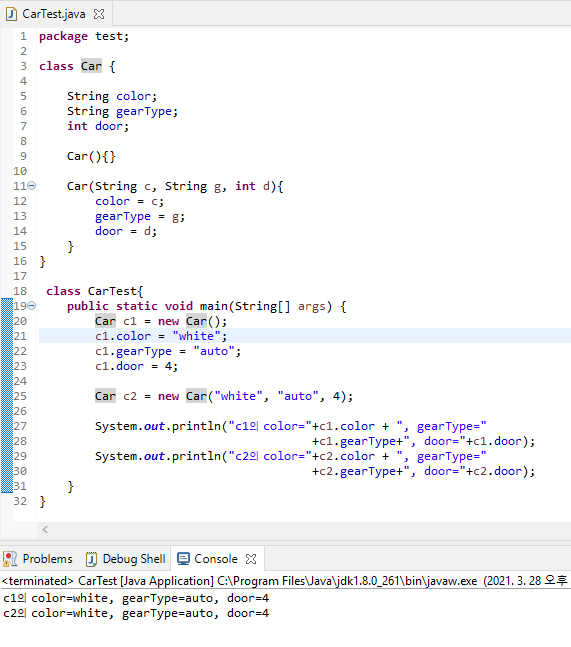 CarTest.java
1 package test;
2
3 class Car {
4
5     String color;
6     String gearType;
7     int door;
8
9     Car(){}
10
11     Car(String c, String g, int d){
12         color = c;
13         gearType = g;
14         door = d;
15     }
16 }
17
18  class CarTest{
19     public static void main(String[] args) {
20         Car c1 = new Car();
21         c1.color = "white";
22         c1.gearType = "auto";
23         c1.door = 4;
24
25         Car c2 = new Car("white", "auto", 4);
26
27         System.out.println("c1의 color="+c1.color + ", gearType="
28                                 +c1.gearType+", door="+c1.door);
29         System.out.println("c2의 color="+c2.color + ", gearType="
30                                 +c2.gearType+", door="+c2.door);
31     }
32 }
Problems Debug Shell Console
<terminated> CarTest [Java Application] C:\Program Files\Java\jdk1.8.0_261\bin\javaw.exe (2021. 3. 28 오후
c1의 color=white, gearType=auto, door=4
c2의 color=white, gearType=auto, door=4